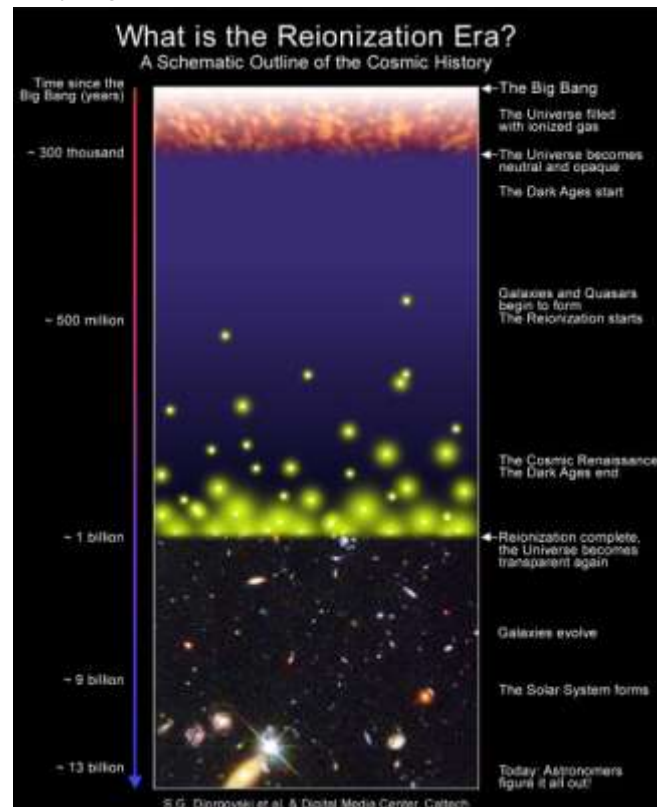 What is the Reionization Era?
A Schematic Outline of the Cosmic History
Time since the
Big Bang (years)
The Big Bang
The Universe filled
with ionized gas
~ 300 thousand
The Universe becomes
neutral and opaque
The Dark Ages start
Galaxies and Quasars
begin to form
The Reionization starts
~ 500 million
The Cosmic Renaissance
The Dark Ages end
~ 1 billion
Reionization complete,
the Universe becomes
transparent again
Galaxies evolve
~ 9 billion
The Solar System forms
~ 13 billion
Today: Astronomers
figure it all out!
S.G. Djorgovski et al. & Digital Media Center, Caltech